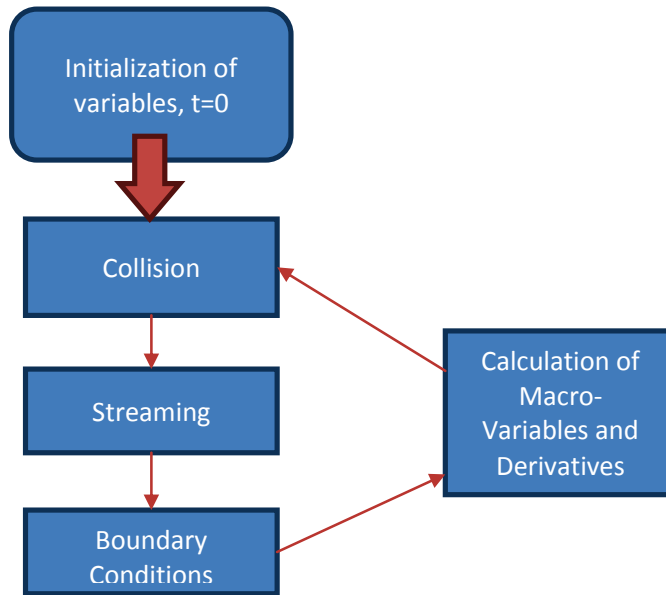 Initialization of
variables, t=0
Collision
Streaming
Boundary
Conditions
Calculation of
Macro-
Variables and
Derivatives